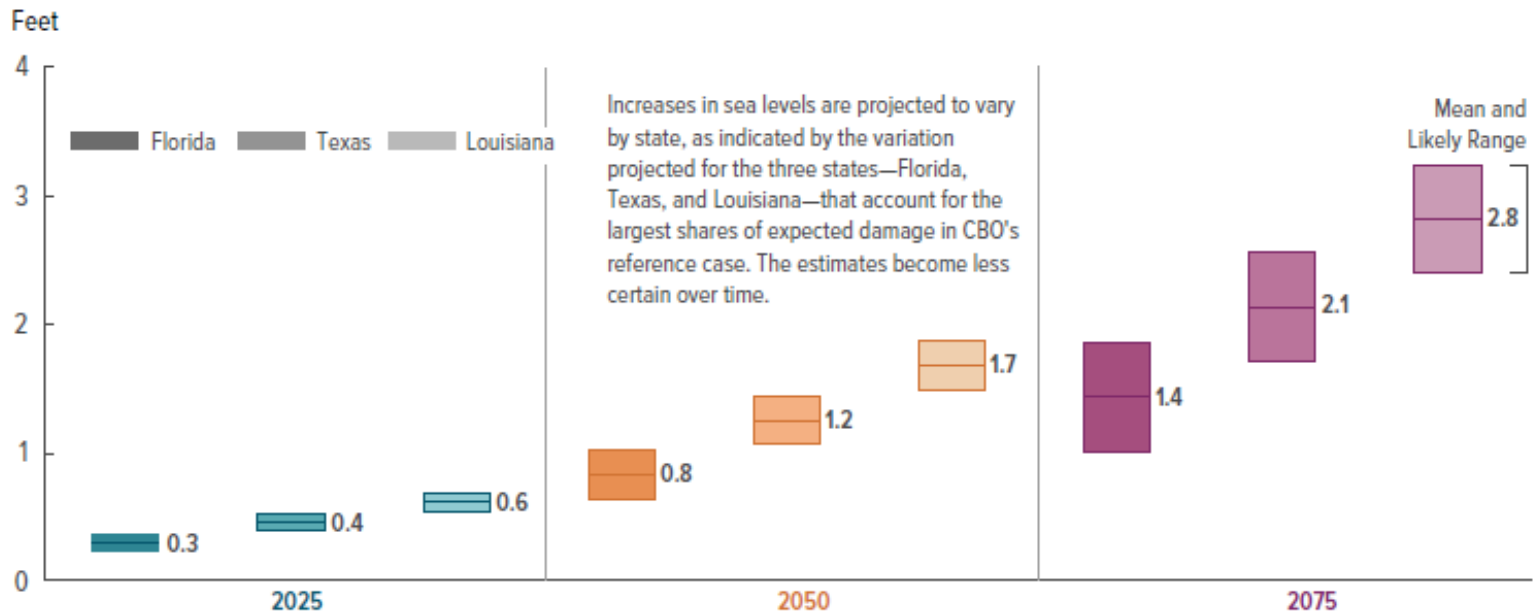 Feet
4
3
2
1
0
Florida
Texas
Louisiana
Increases in sea levels are projected to vary
by state, as indicated by the variation
projected for the three states—Florida,
Texas, and Louisiana—that account for the
largest shares of expected damage in CBO's
reference case. The estimates become less
certain over time.
Mean and
Likely Range
0.3
0.4
0.6
0.8
1.2
1.7
1.4
2.1
2.8
2025
2050
2075